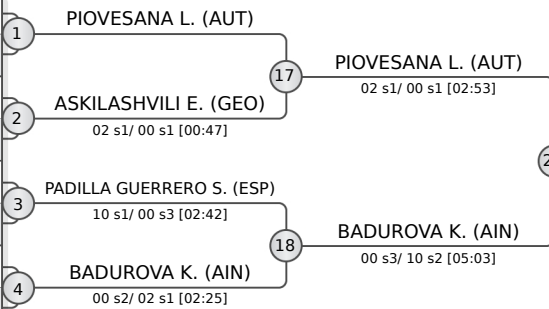 PIOVESANA L. (AUT)
1
17
PIOVESANA L. (AUT)
02 s1/ 00 s1 [02:53]
ASKILASHVILI E. (GEO)
2
02 s1/ 00 s1 [00:47]
PADILLA GUERRERO S. (ESP)
3
10 s1/ 00 s3 [02:42]
18
BADUROVA K. (AIN)
00 s3/ 10 s2 [05:03]
BADUROVA K. (AIN)
4
00 s2/ 02 s1 [02:25]